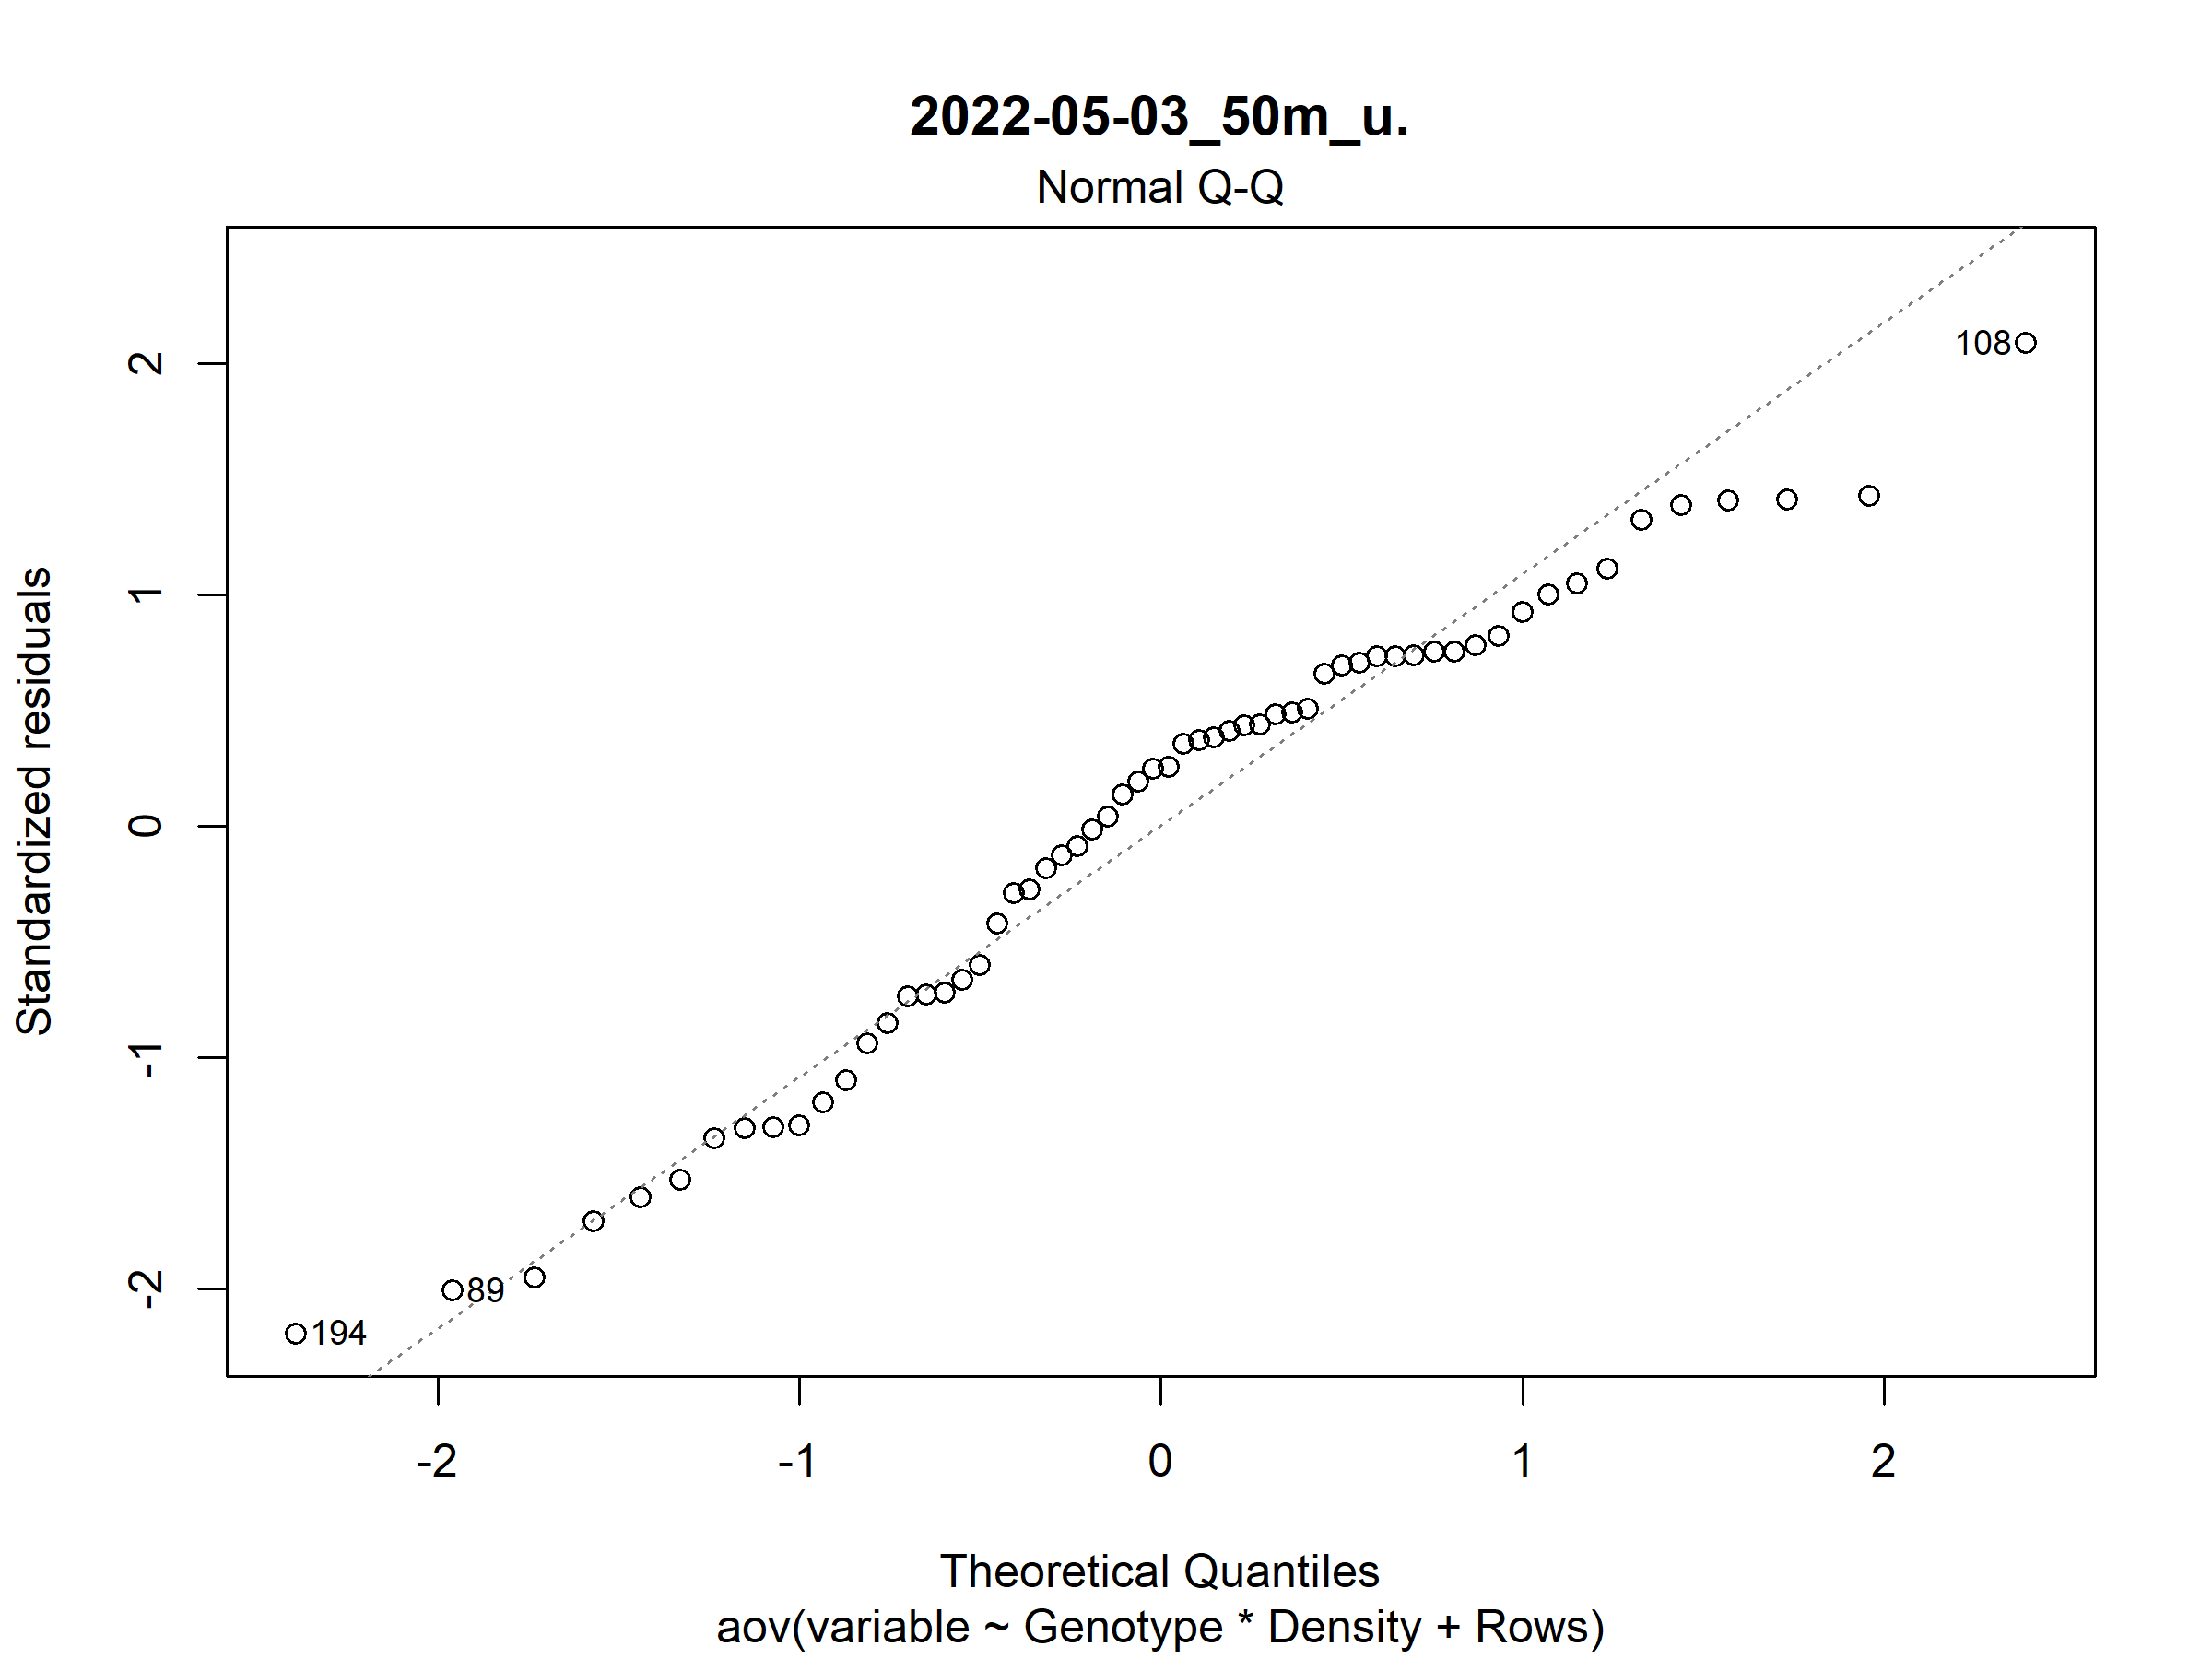 2022-05-03_50m_u.
Normal Q-Q
Standardized residuals
2
1
0
-1
-2
108
89
194
-2 -1 0 1 2
Theoretical Quantiles
aov(variable ~ Genotype * Density + Rows)